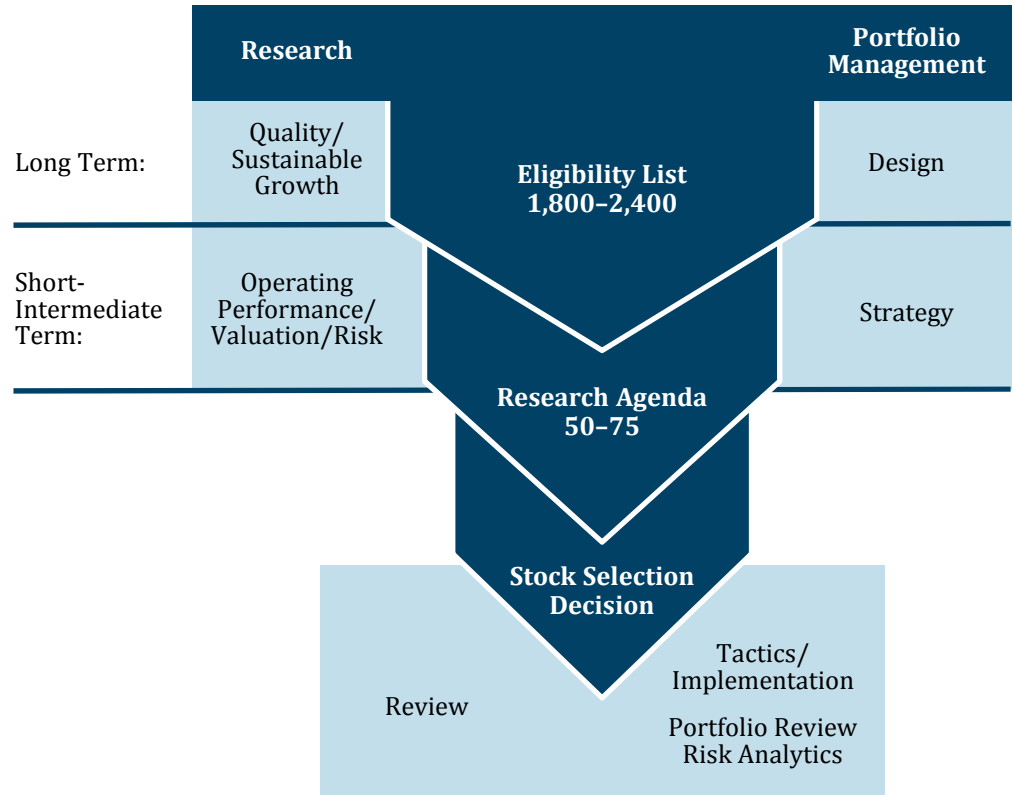 Research
Portfolio
Management
Long Term:
Quality/
Sustainable
Growth
Eligibility List
1,800–2,400
Design
Short-
Intermediate
Term:
Operating
Performance/
Valuation/Risk
Strategy
Research Agenda
50–75
Stock Selection
Decision
Review
Tactics/
Implementation
Portfolio Review
Risk Analytics